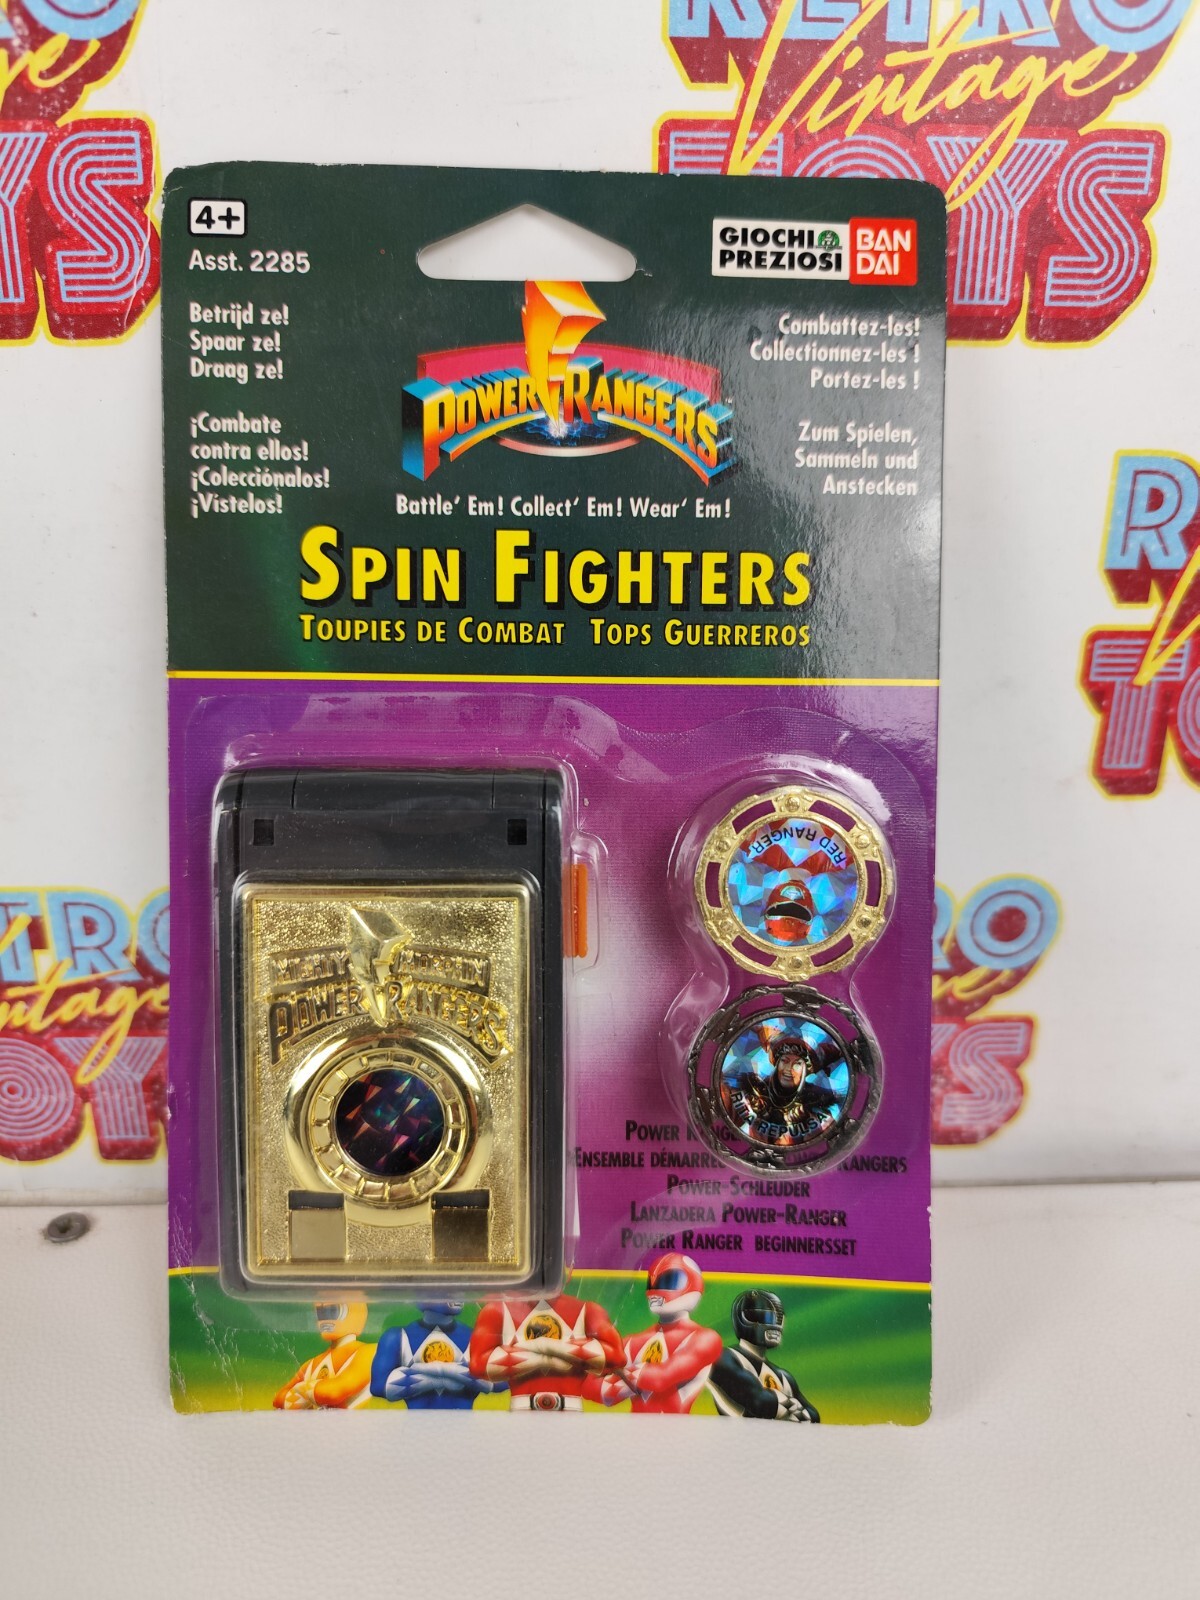 RETRO
Vintage
TOYS
4+
Asst. 2285
GIOCHI
PREZIOSI
BAN
DAI
Betrijd ze!
Spaar ze!
Draag ze!
¡Combate
contra ellos!
¡Colecciónalos!
¡Vístelos!
Combattez-les!
Collectionnez-les !
Portez-les !
Zum Spielen,
Sammeln und
Anstecken
POWER RANGERS
Battle' Em! Collect' Em! Wear' Em!
SPIN FIGHTERS
TOUPIES DE COMBAT TOPS GUERREROS
MIGHTY MORPHIN
POWER RANGERS
RED RANGER
RITA REPULSA
POWER
ENSEMBLE RANGERS
POWER-SCHLEUDER
LANZADERA POWER-RANGER
POWER RANGER BEGINNERSSET